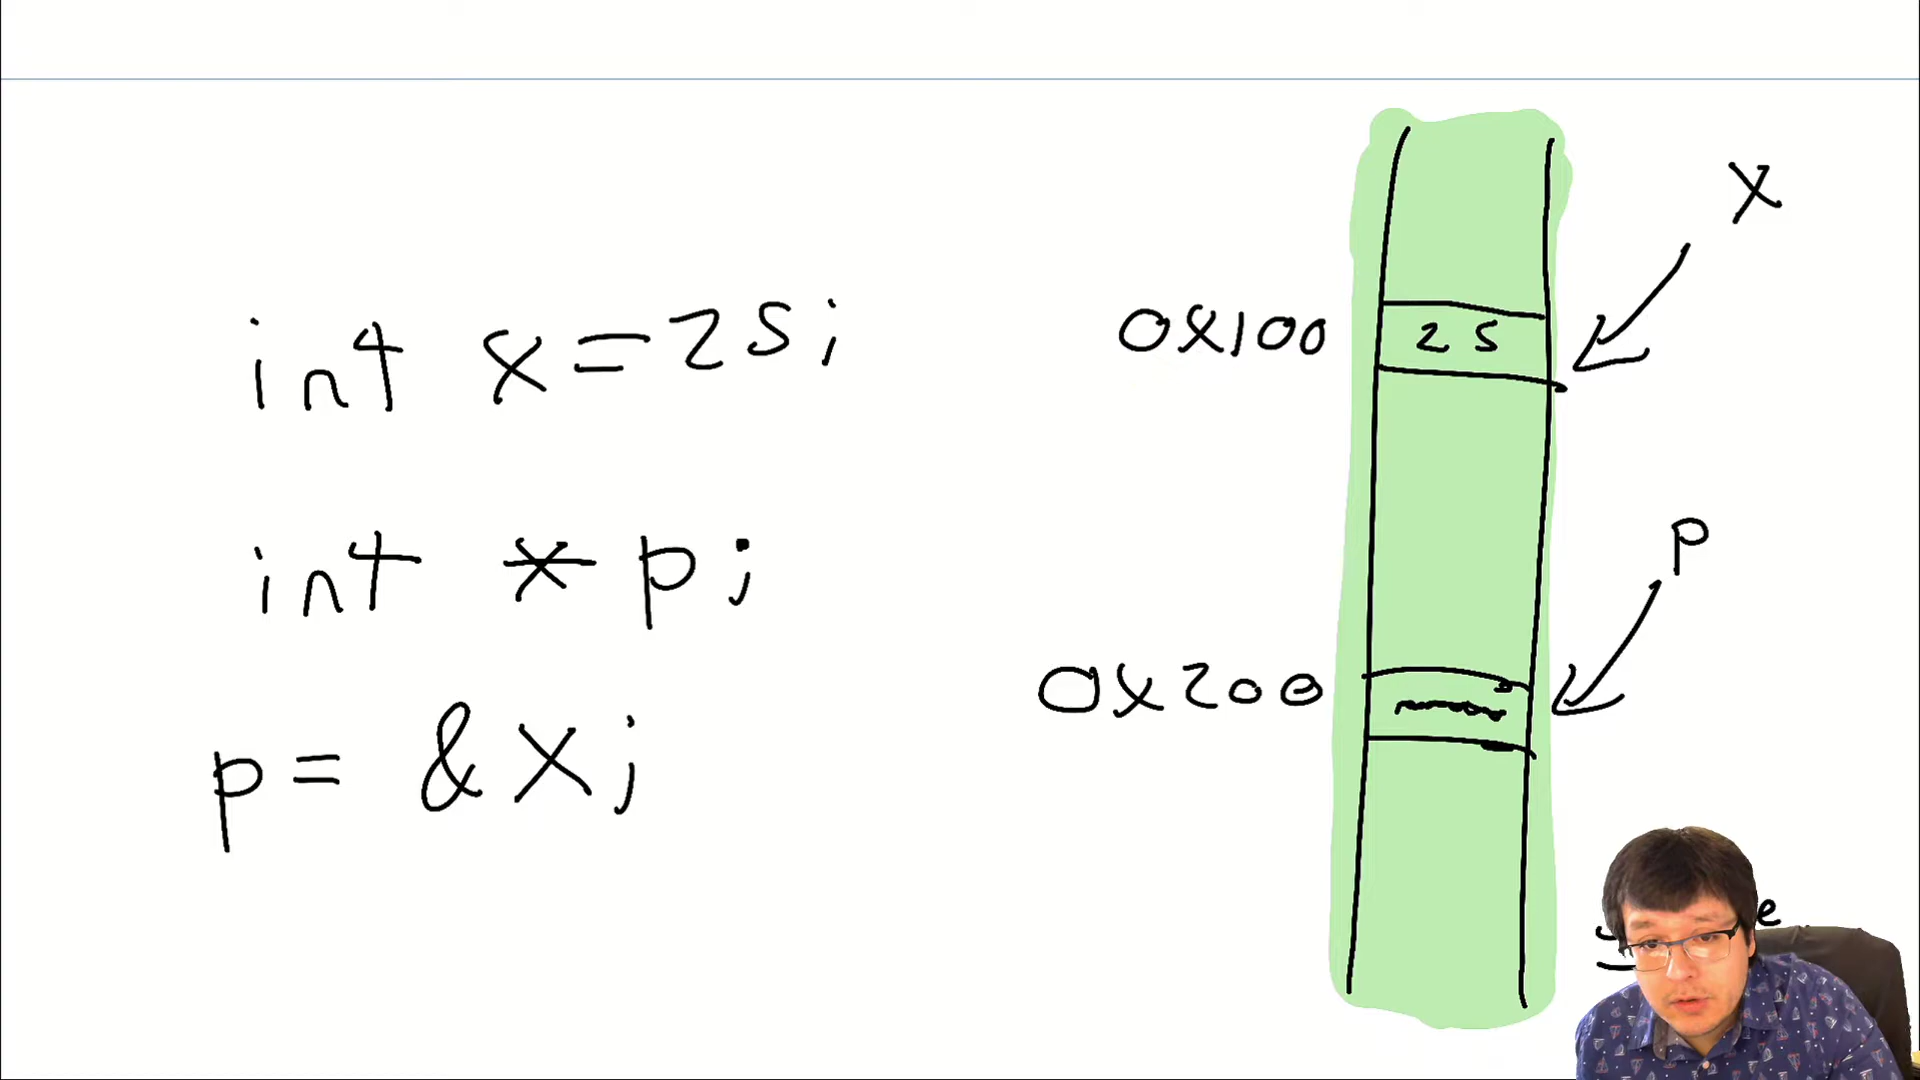 int x=25;
int *p;
p= &x;
0x100
25
x
0x200
p